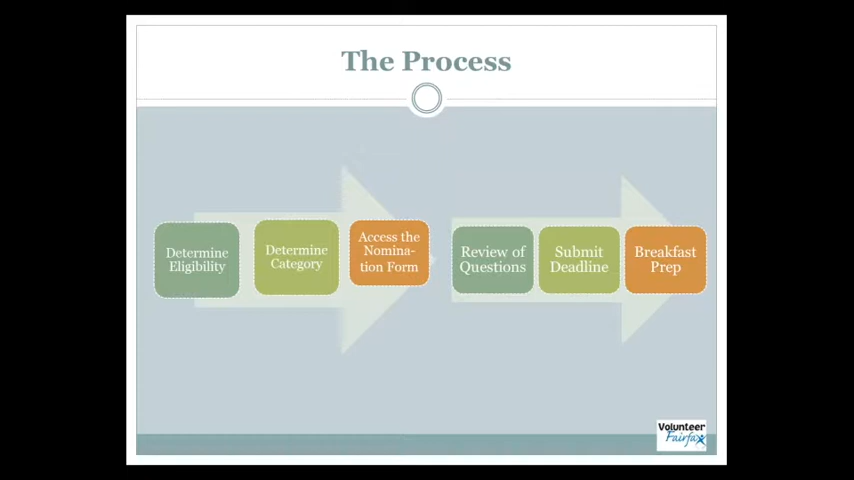 The Process
Determine
Eligibility
Determine
Category
Access the
Nomina-
tion Form
Review of
Questions
Submit
Deadline
Breakfast
Prep
Volunteer
Fairfax